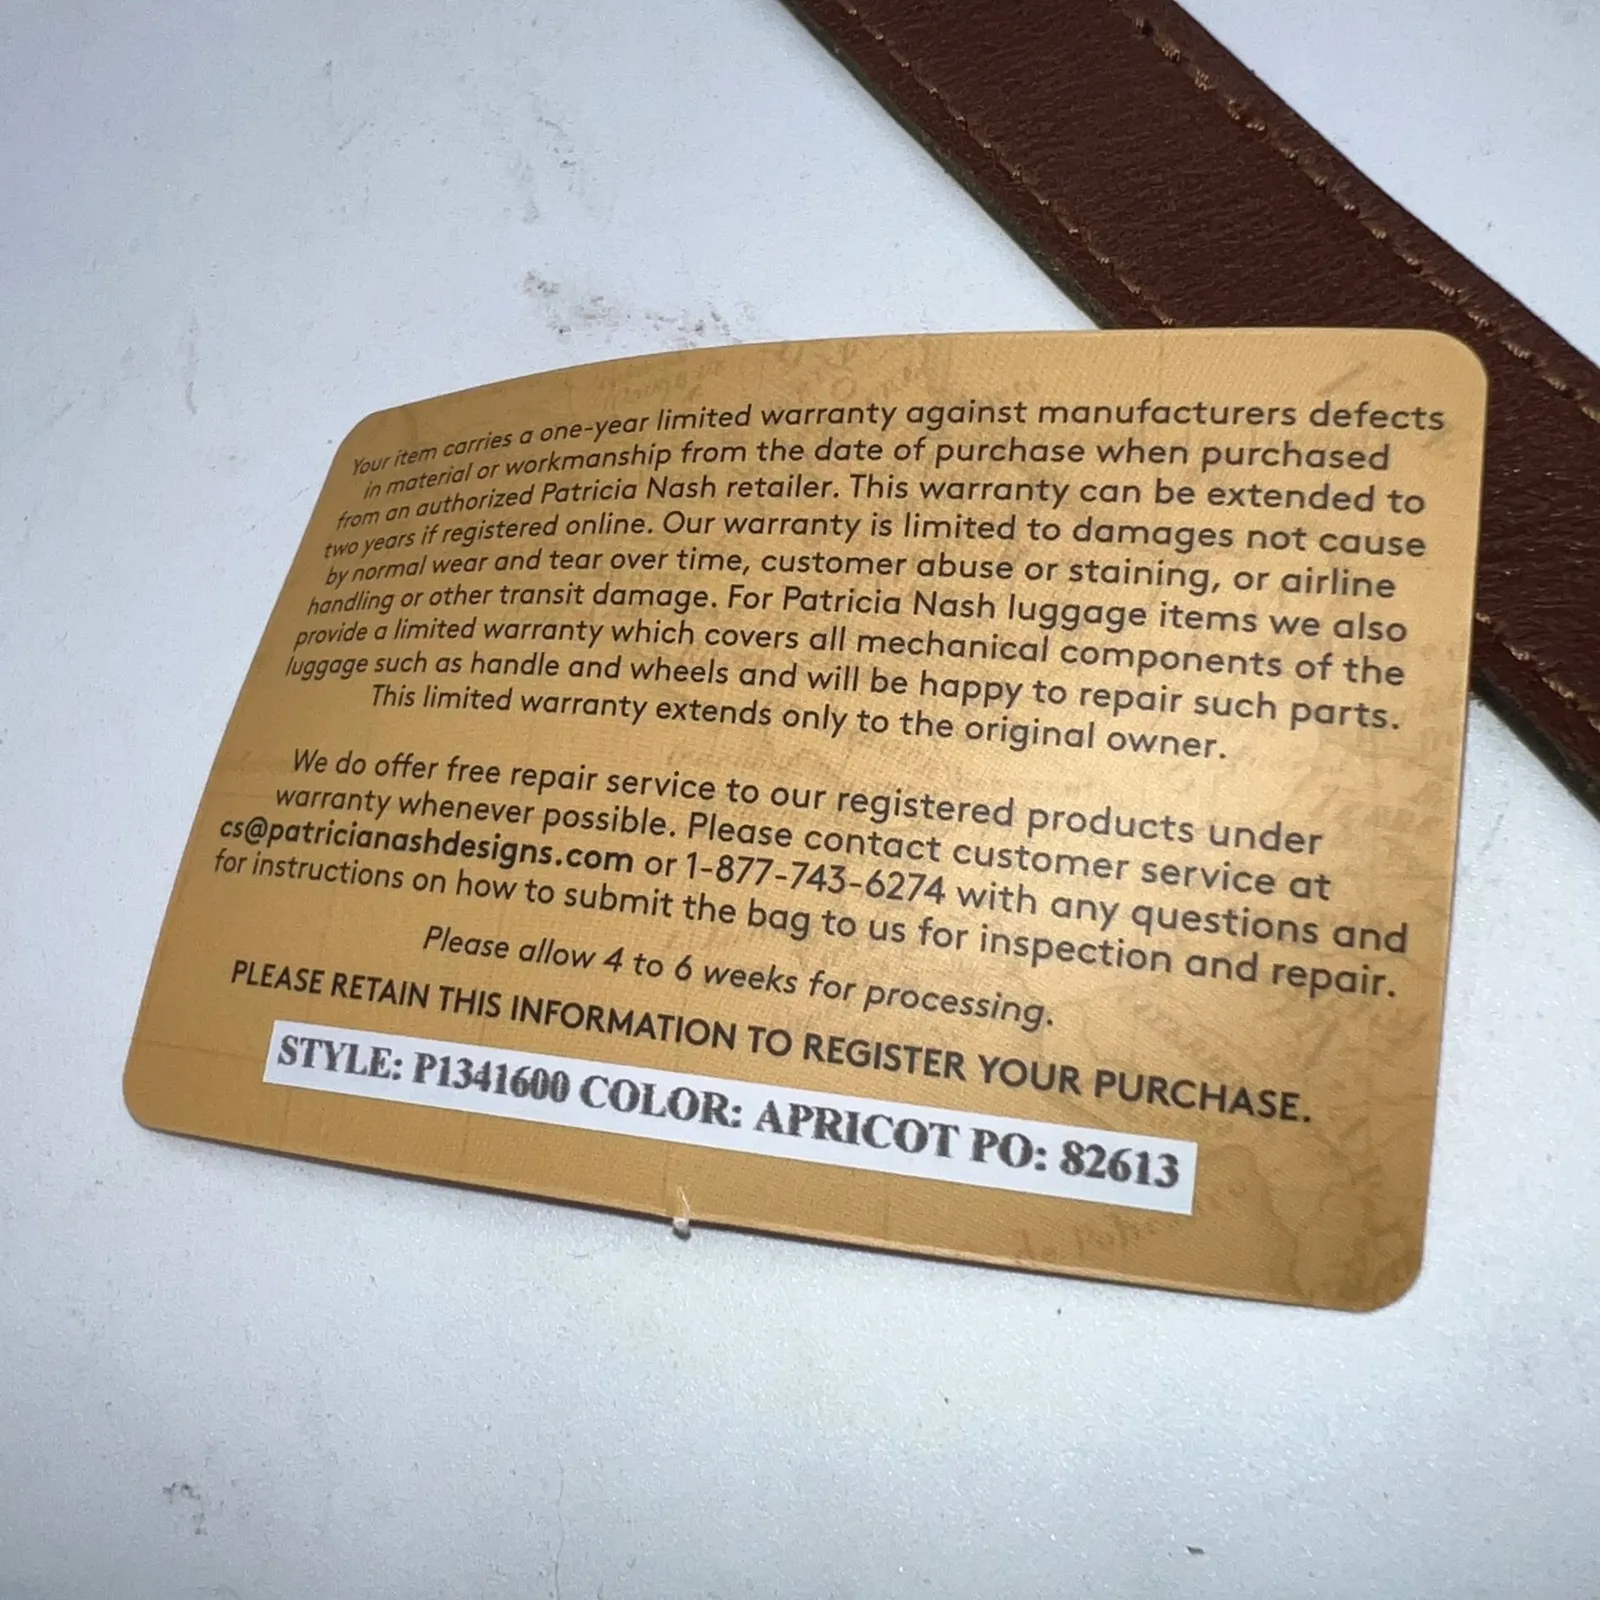 Your item carries a one-year limited warranty against manufacturers defects
in material or workmanship from the date of purchase when purchased
from an authorized Patricia Nash retailer. This warranty can be extended to
two years if registered online. Our warranty is limited to damages not cause
by normal wear and tear over time, customer abuse or staining, or airline
handling or other transit damage. For Patricia Nash luggage items we also
provide a limited warranty which covers all mechanical components of the
luggage such as handle and wheels and will be happy to repair such parts.
This limited warranty extends only to the original owner.
We do offer free repair service to our registered products under
warranty whenever possible. Please contact customer service at
cs@patricianashdesigns.com or 1-877-743-6274 with any questions and
for instructions on how to submit the bag to us for inspection and repair.
Please allow 4 to 6 weeks for processing.
PLEASE RETAIN THIS INFORMATION TO REGISTER YOUR PURCHASE.
STYLE: P1341600 COLOR: APRICOT PO: 82613